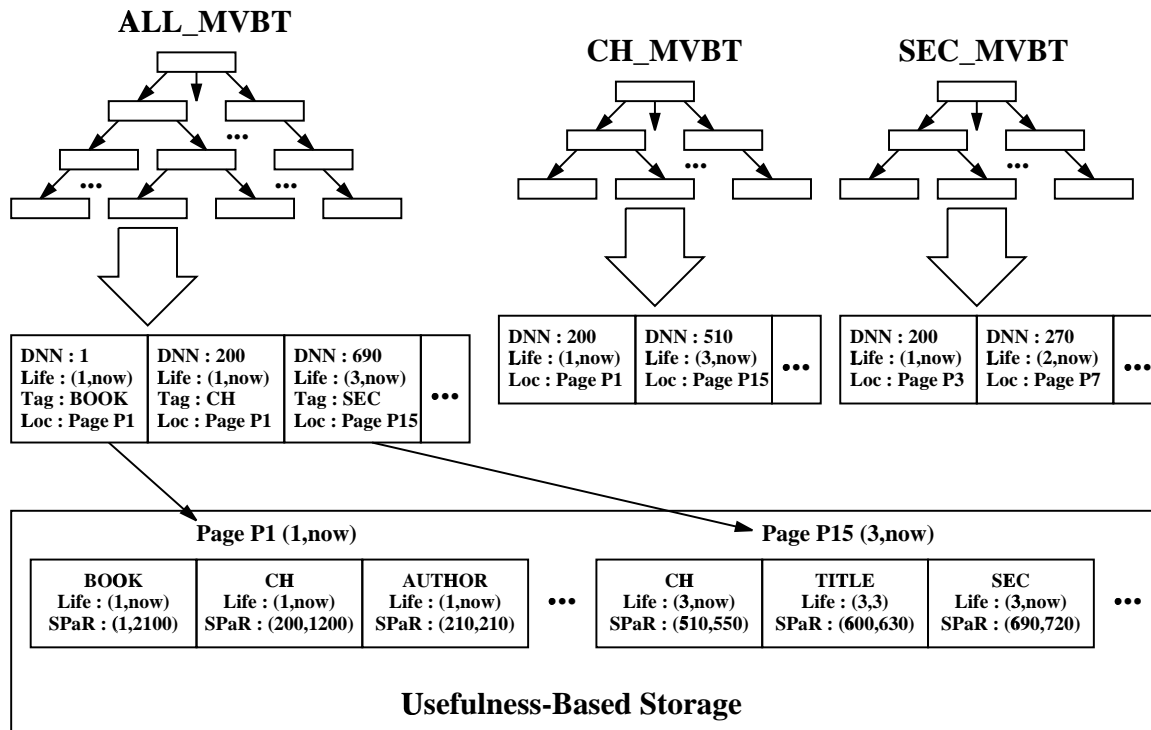 ALL_MVBT
CH_MVBT
SEC_MVBT
DNN : 1
Life : (1,now)
Tag : BOOK
Loc : Page P1
DNN : 200
Life : (1,now)
Tag : CH
Loc : Page P1
DNN : 690
Life : (3,now)
Tag : SEC
Loc : Page P15
•••
DNN : 200
Life : (1,now)
Loc : Page P1
DNN : 510
Life : (3,now)
Loc : Page P15
•••
DNN : 200
Life : (1,now)
Loc : Page P3
DNN : 270
Life : (2,now)
Loc : Page P7
•••
Page P1 (1,now)
BOOK
Life : (1,now)
SPaR : (1,2100)
CH
Life : (1,now)
SPaR : (200,1200)
AUTHOR
Life : (1,now)
SPaR : (210,210)
•••
Page P15 (3,now)
CH
Life : (3,now)
SPaR : (510,550)
TITLE
Life : (3,3)
SPaR : (600,630)
SEC
Life : (3,now)
SPaR : (690,720)
•••
Usefulness-Based Storage